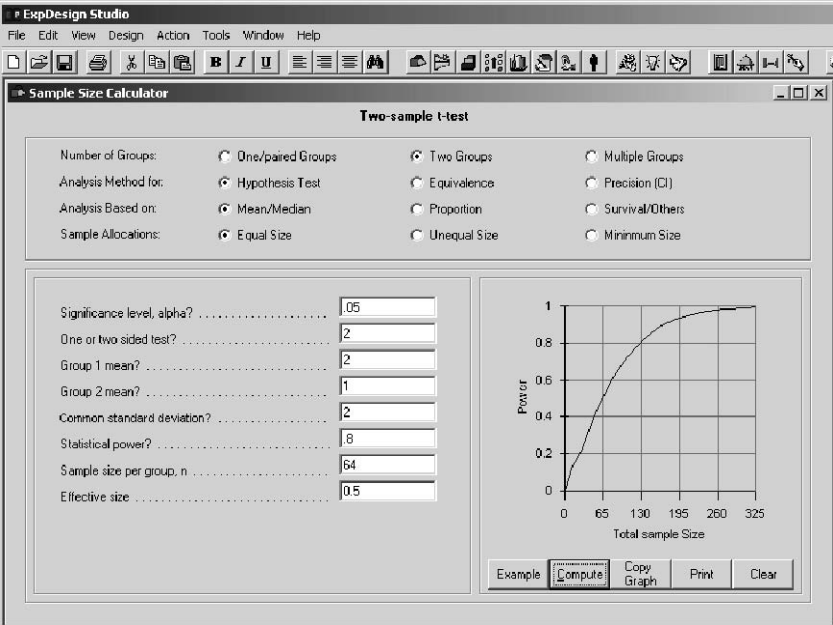 ExpDesign Studio
File Edit View Design Action Tools Window Help
B I U
Sample Size Calculator
Two-sample t-test
Number of Groups: One/paired Groups Two Groups Multiple Groups
Analysis Method for: Hypothesis Test Equivalence Precision (CI)
Analysis Based on: Mean/Median Proportion Survival/Others
Sample Allocations: Equal Size Unequal Size Mininmum Size
Significance level, alpha? .05
One or two sided test? 2
Group 1 mean? 2
Group 2 mean? 1
Common standard deviation? 2
Statistical power? .8
Sample size per group, n 64
Effective size 0.5
1
0.8
0.6
0.4
0.2
0
Power
0 65 130 195 260 325
Total sample Size
Example Compute Copy Graph Print Clear